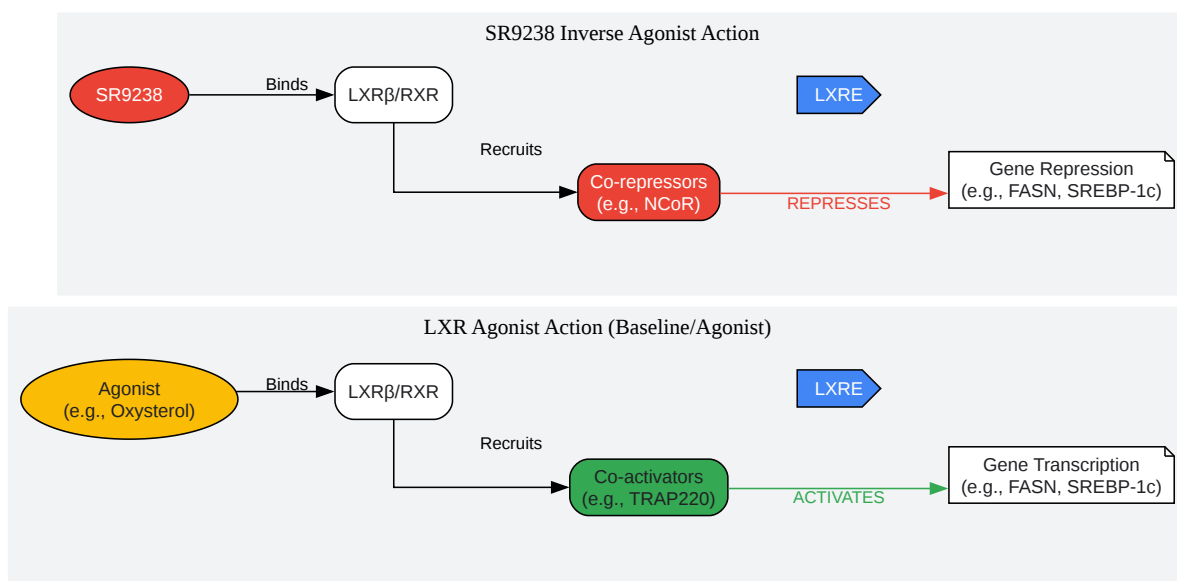 SR9238 Inverse Agonist Action
SR9238
Binds
LXRβ/RXR
LXRE
Recruits
Co-repressors
(e.g., NCoR)
REPRESSES
Gene Repression
(e.g., FASN, SREBP-1c)
LXR Agonist Action (Baseline/Agonist)
Agonist
(e.g., Oxysterol)
Binds
LXRβ/RXR
LXRE
Recruits
Co-activators
(e.g., TRAP220)
ACTIVATES
Gene Transcription
(e.g., FASN, SREBP-1c)